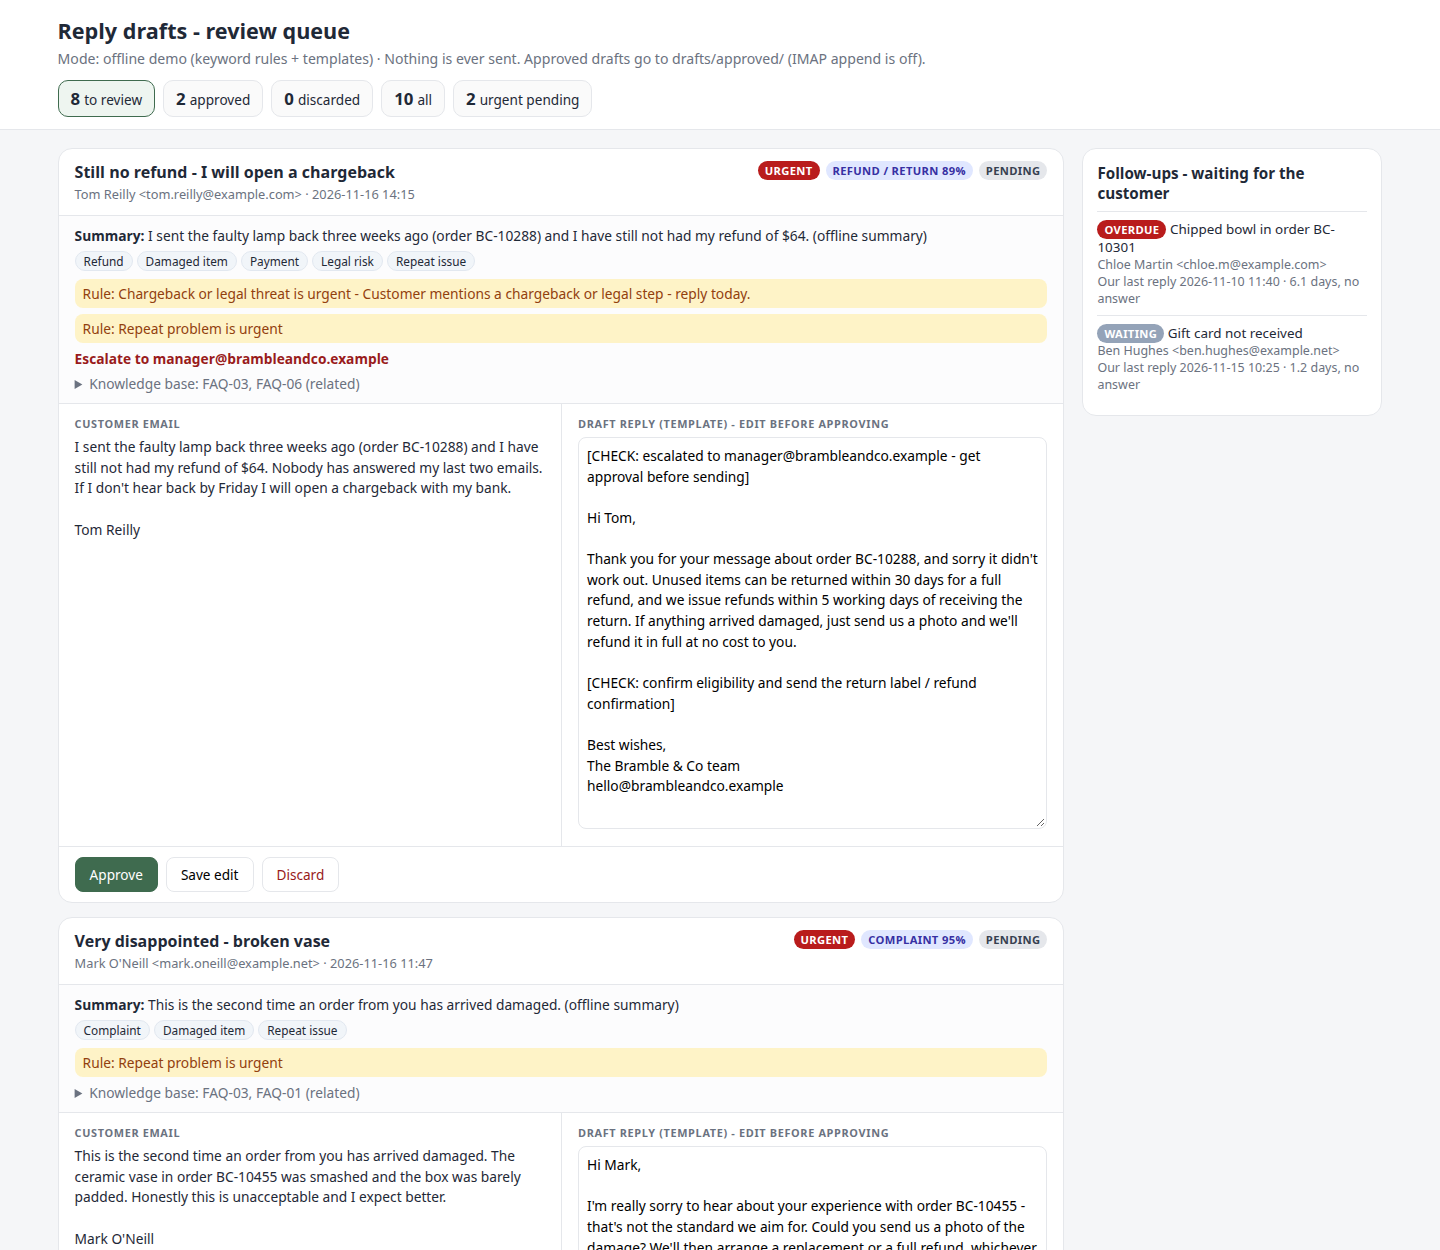 Reply drafts - review queue
Mode: offline demo (keyword rules + templates) · Nothing is ever sent. Approved drafts go to drafts/approved/ (IMAP append is off).
8 to review
2 approved
0 discarded
10 all
2 urgent pending
Still no refund - I will open a chargeback
URGENT
REFUND / RETURN 89%
PENDING
Tom Reilly <tom.reilly@example.com> · 2026-11-16 14:15
Summary: I sent the faulty lamp back three weeks ago (order BC-10288) and I have still not had my refund of $64. (offline summary)
Refund
Damaged item
Payment
Legal risk
Repeat issue
Rule: Chargeback or legal threat is urgent - Customer mentions a chargeback or legal step - reply today.
Rule: Repeat problem is urgent
Escalate to manager@brambleandco.example
Knowledge base: FAQ-03, FAQ-06 (related)
CUSTOMER EMAIL
I sent the faulty lamp back three weeks ago (order BC-10288) and I have
still not had my refund of $64. Nobody has answered my last two emails.
If I don't hear back by Friday I will open a chargeback with my bank.
Tom Reilly
DRAFT REPLY (TEMPLATE) - EDIT BEFORE APPROVING
[CHECK: escalated to manager@brambleandco.example - get
approval before sending]
Hi Tom,
Thank you for your message about order BC-10288, and sorry it didn't
work out. Unused items can be returned within 30 days for a full
refund, and we issue refunds within 5 working days of receiving the
return. If anything arrived damaged, just send us a photo and we'll
refund it in full at no cost to you.
[CHECK: confirm eligibility and send the return label / refund
confirmation]
Best wishes,
The Bramble & Co team
hello@brambleandco.example
Approve
Save edit
Discard
Very disappointed - broken vase
URGENT
COMPLAINT 95%
PENDING
Mark O'Neill <mark.oneill@example.net> · 2026-11-16 11:47
Summary: This is the second time an order from you has arrived damaged. (offline summary)
Complaint
Damaged item
Repeat issue
Rule: Repeat problem is urgent
Knowledge base: FAQ-03, FAQ-01 (related)
CUSTOMER EMAIL
This is the second time an order from you has arrived damaged. The
ceramic vase in order BC-10455 was smashed and the box was barely
padded. Honestly this is unacceptable and I expect better.
Mark O'Neill
DRAFT REPLY (TEMPLATE) - EDIT BEFORE APPROVING
Hi Mark,
I'm really sorry to hear about your experience with order BC-10455 -
that's not the standard we aim for. Could you send us a photo of the
damage? We'll then arrange a replacement or a full refund, whichever
Follow-ups - waiting for the
customer
OVERDUE Chipped bowl in order BC-
10301
Chloe Martin <chloe.m@example.com>
Our last reply 2026-11-10 11:40 · 6.1 days, no
answer
WAITING Gift card not received
Ben Hughes <ben.hughes@example.net>
Our last reply 2026-11-15 10:25 · 1.2 days, no
answer